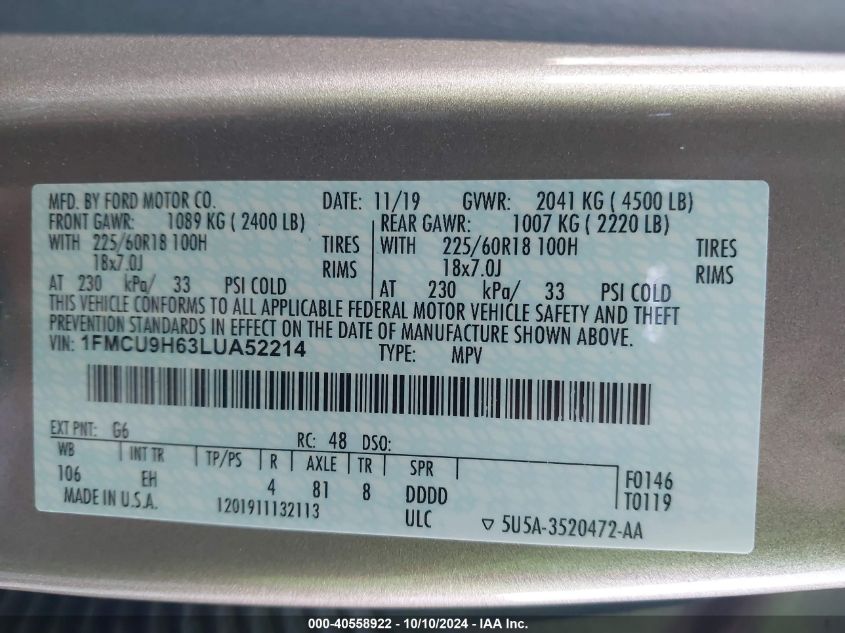 MFD. BY FORD MOTOR CO. DATE: 11/19 GVWR: 2041 KG ( 4500 LB)
FRONT GAWR: 1089 KG ( 2400 LB) REAR GAWR: 1007 KG ( 2220 LB)
WITH 225/60R18 100H TIRES WITH 225/60R18 100H TIRES
18x7.0J RIMS 18x7.0J RIMS
AT 230 kPa/ 33 PSI COLD AT 230 kPa/ 33 PSI COLD
THIS VEHICLE CONFORMS TO ALL APPLICABLE FEDERAL MOTOR VEHICLE SAFETY AND THEFT
PREVENTION STANDARDS IN EFFECT ON THE DATE OF MANUFACTURE SHOWN ABOVE.
VIN: 1FMCU9H63LUA52214 TYPE: MPV
EXT PNT: G6 RC: 48 DSO:
WB INT TR TP/PS R AXLE TR SPR
106 EH 4 81 8 DDDD F0146
T0119
MADE IN U.S.A. 1201911132113 ULC 5U5A-3520472-AA
000-40558922 - 10/10/2024 - IAA Inc.